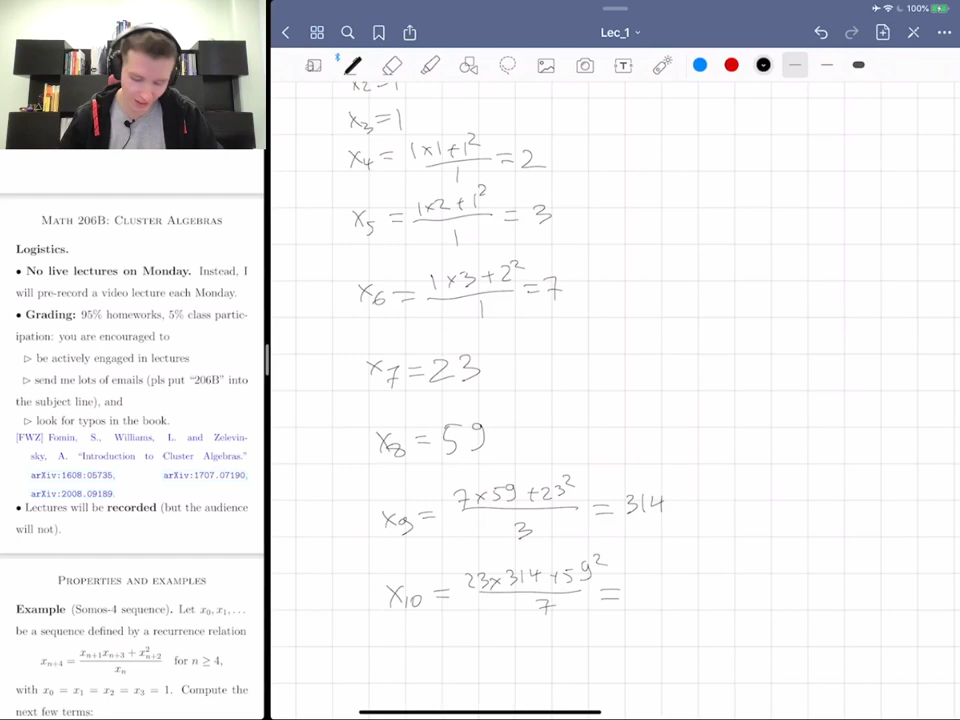 100%
Lec_1
T
MATH 206B: CLUSTER ALGEBRAS
Logistics.
• No live lectures on Monday. Instead, I
will pre-record a video lecture each Monday.
• Grading: 95% homeworks, 5% class partic-
ipation: you are encouraged to
▷ be actively engaged in lectures
▷ send me lots of emails (pls put “206B” into
the subject line), and
▷ look for typos in the book.
[FWZ] Fomin, S., Williams, L. and Zelevin-
sky, A. “Introduction to Cluster Algebras.”
arXiv:1608:05735, arXiv:1707.07190,
arXiv:2008.09189.
• Lectures will be recorded (but the audience
will not).
PROPERTIES AND EXAMPLES
Example (Somos-4 sequence). Let x₀, x₁, ...
be a sequence defined by a recurrence relation
xₙ₊₄ = (xₙ₊₁xₙ₊₃ + x²ₙ₊₂)/xₙ for n ≥ 4,
with x₀ = x₁ = x₂ = x₃ = 1. Compute the
next few terms:
x₃ = 1
x₄ = (1×1+1²)/1 = 2
x₅ = (1×2+1²)/1 = 3
x₆ = (1×3+2²)/1 = 7
x₇ = 23
x₈ = 59
x₉ = (7×59+23²)/3 = 314
x₁₀ = (23×314+59²)/7 =